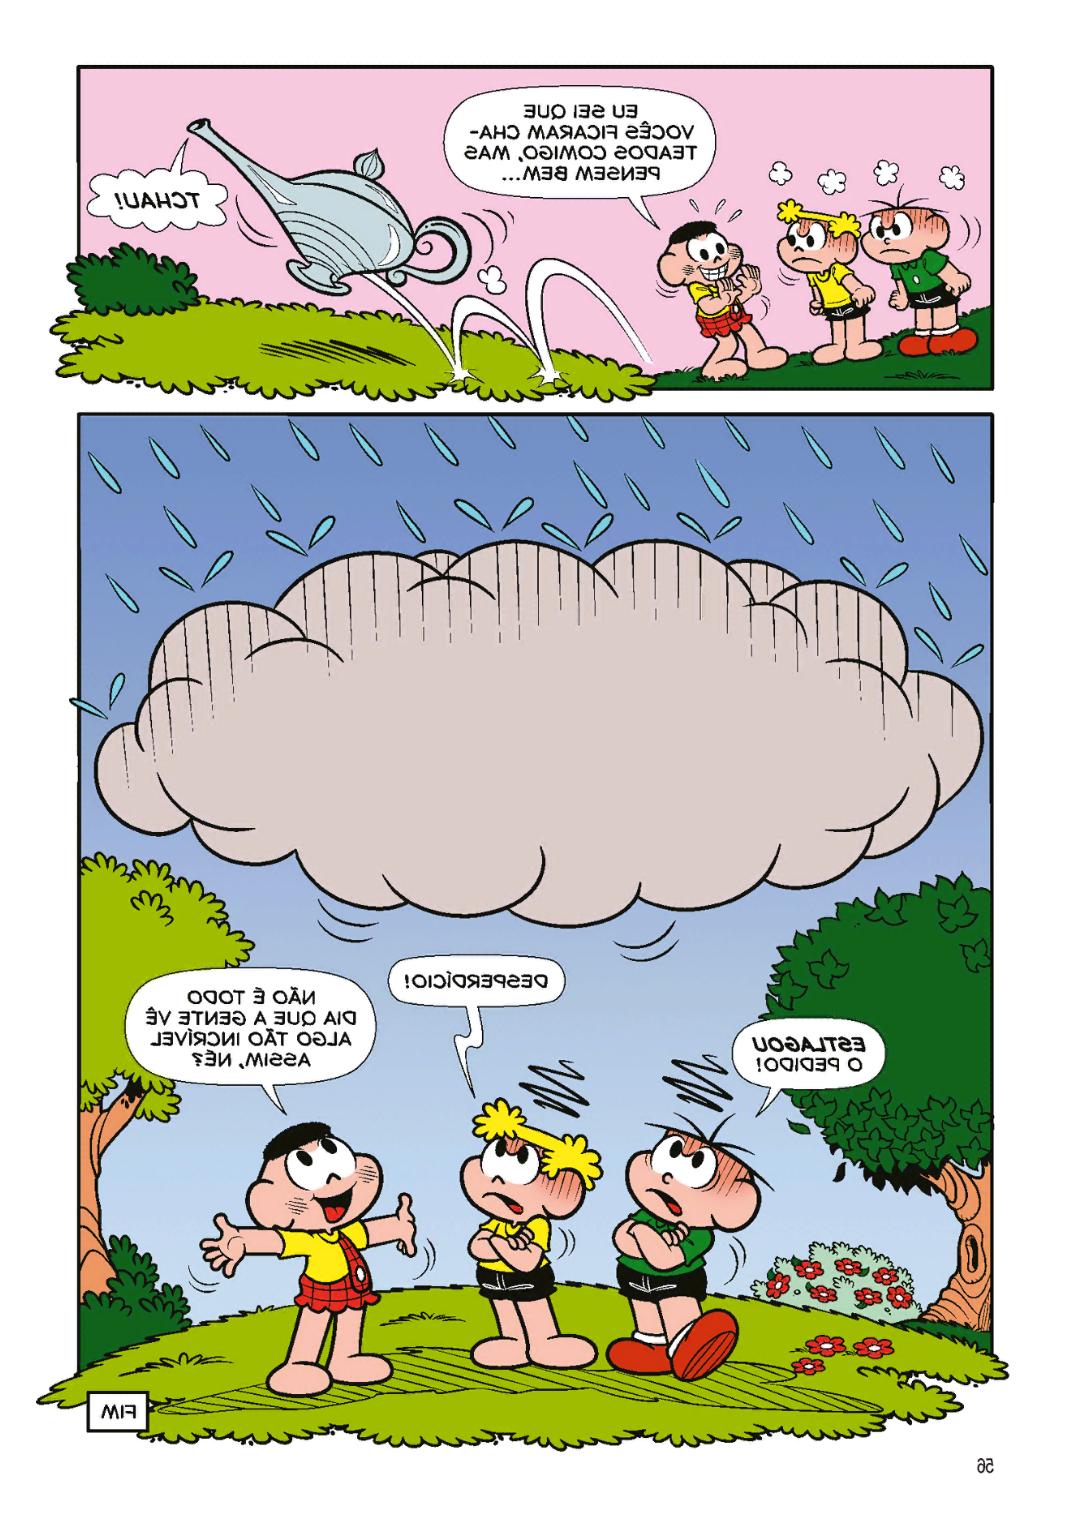 EU SEI QUE
VOCÊS FICARAM CHA-
TEADOS COMIGO, MAS
PENSEM BEM...
TCHAU!
ESTLAGOU
O PEDIDO!
DESPERDÍCIO!
NÃO É TODO
DIA QUE A GENTE VÊ
ALGO TÃO INCRÍVEL
ASSIM, NÉ?
FIM
56